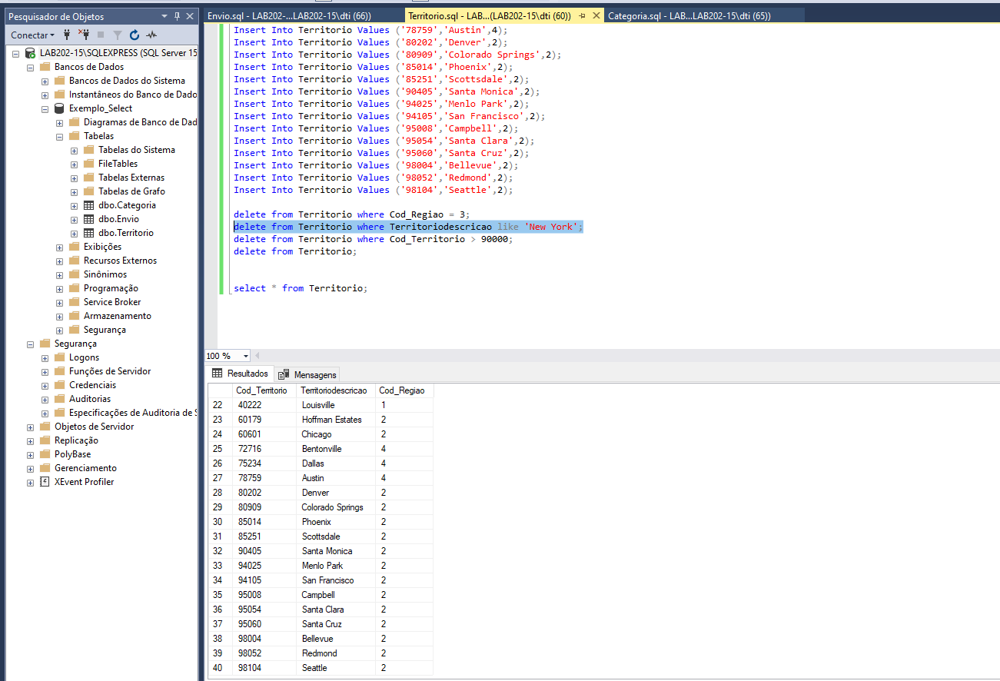 Pesquisador de Objetos
Conectar
LAB202-15\SQLEXPRESS (SQL Server 15
Bancos de Dados
Bancos de Dados do Sistema
Instantâneos do Banco de Dado
Exemplo_Select
Diagramas de Banco de Dad
Tabelas
Tabelas do Sistema
FileTables
Tabelas Externas
Tabelas de Grafo
dbo.Categoria
dbo.Envio
dbo.Territorio
Exibições
Recursos Externos
Sinônimos
Programação
Service Broker
Armazenamento
Segurança
Segurança
Logons
Funções de Servidor
Credenciais
Auditorias
Especificações de Auditoria de S
Objetos de Servidor
Replicação
PolyBase
Gerenciamento
XEvent Profiler
Envio.sql - LAB202-...LAB202-15\dti (66)) Territorio.sql - LAB...(LAB202-15\dti (60)) Categoria.sql - LAB...LAB202-15\dti (65))
Insert Into Territorio Values ('78759','Austin',4);
Insert Into Territorio Values ('80202','Denver',2);
Insert Into Territorio Values ('80909','Colorado Springs',2);
Insert Into Territorio Values ('85014','Phoenix',2);
Insert Into Territorio Values ('85251','Scottsdale',2);
Insert Into Territorio Values ('90405','Santa Monica',2);
Insert Into Territorio Values ('94025','Menlo Park',2);
Insert Into Territorio Values ('94105','San Francisco',2);
Insert Into Territorio Values ('95008','Campbell',2);
Insert Into Territorio Values ('95054','Santa Clara',2);
Insert Into Territorio Values ('95060','Santa Cruz',2);
Insert Into Territorio Values ('98004','Bellevue',2);
Insert Into Territorio Values ('98052','Redmond',2);
Insert Into Territorio Values ('98104','Seattle',2);
delete from Territorio where Cod_Regiao = 3;
delete from Territorio where Territoriodescricao like 'New York';
delete from Territorio where Cod_Territorio > 90000;
delete from Territorio;
select * from Territorio;
100 %
Resultados Mensagens
Cod_Territorio Territoriodescricao Cod_Regiao
22 40222 Louisville 1
23 60179 Hoffman Estates 2
24 60601 Chicago 2
25 72716 Bentonville 4
26 75234 Dallas 4
27 78759 Austin 4
28 80202 Denver 2
29 80909 Colorado Springs 2
30 85014 Phoenix 2
31 85251 Scottsdale 2
32 90405 Santa Monica 2
33 94025 Menlo Park 2
34 94105 San Francisco 2
35 95008 Campbell 2
36 95054 Santa Clara 2
37 95060 Santa Cruz 2
38 98004 Bellevue 2
39 98052 Redmond 2
40 98104 Seattle 2